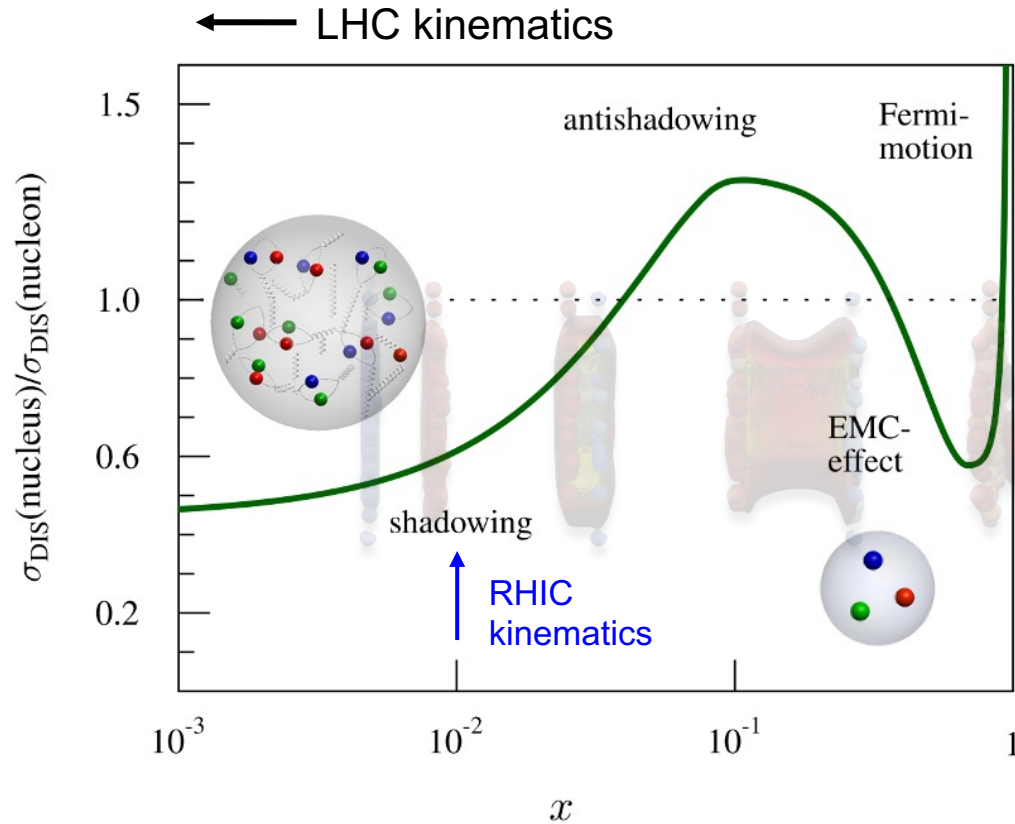 LHC kinematics
1.5
antishadowing
Fermi-
motion
σDIS(nucleus)/σDIS(nucleon)
1.0
0.6
EMC-
effect
shadowing
RHIC
kinematics
0.2
10⁻³ 10⁻² 10⁻¹ 1
x